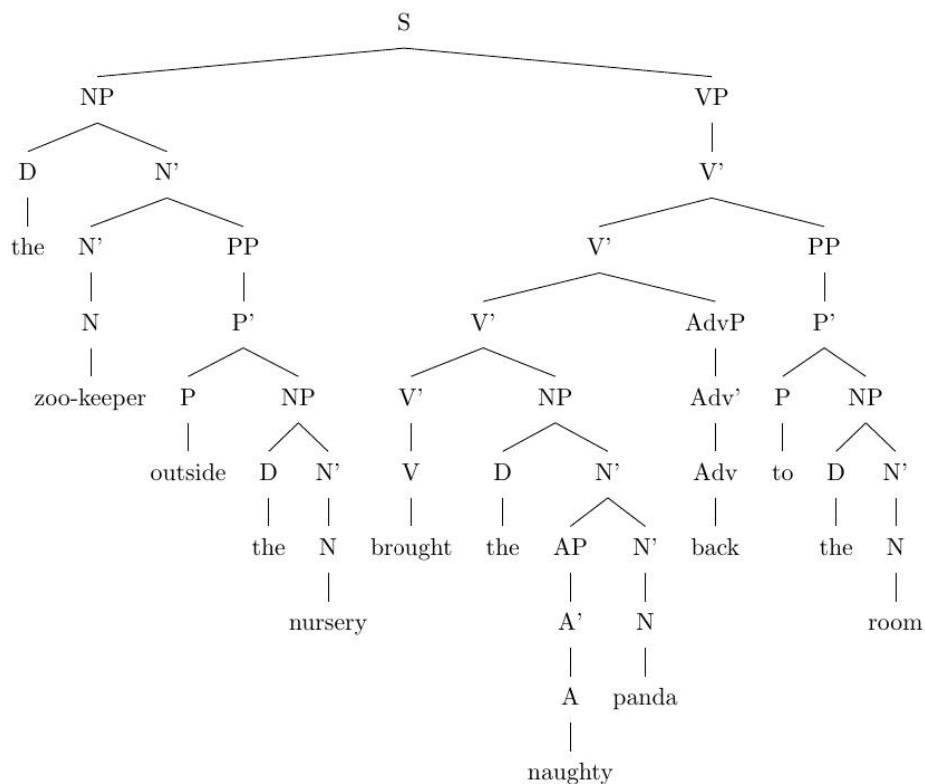 S
NP VP
D N' V'
the N' PP V' PP
N P' V' AdvP P'
zoo-keeper P NP V' NP Adv' P NP
outside D N' V D N' Adv to D N'
the N brought the AP N' back the N
nursery A' N room
A panda
naughty